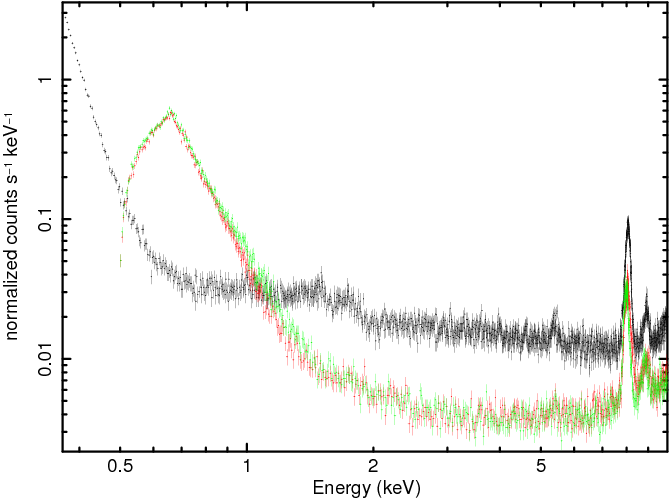 normalized counts s⁻¹ keV⁻¹
1
0.1
0.01
0.5 1 2 5
Energy (keV)